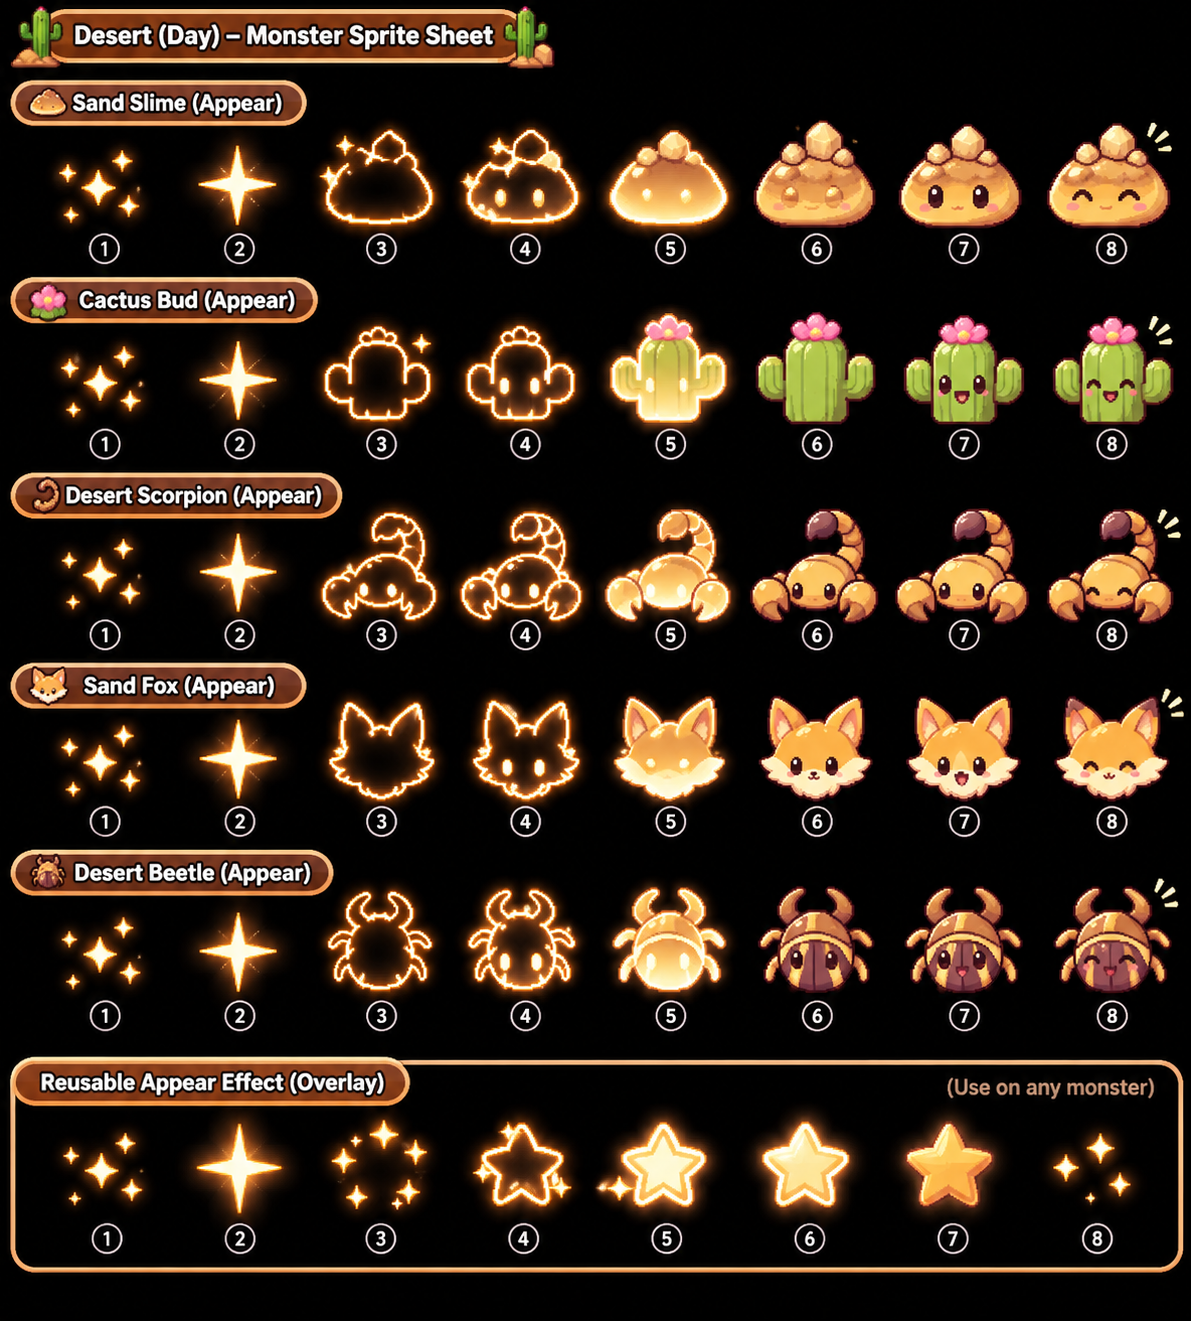 Desert (Day) – Monster Sprite Sheet
Sand Slime (Appear)
① ② ③ ④ ⑤ ⑥ ⑦ ⑧
Cactus Bud (Appear)
① ② ③ ④ ⑤ ⑥ ⑦ ⑧
Desert Scorpion (Appear)
① ② ③ ④ ⑤ ⑥ ⑦ ⑧
Sand Fox (Appear)
① ② ③ ④ ⑤ ⑥ ⑦ ⑧
Desert Beetle (Appear)
① ② ③ ④ ⑤ ⑥ ⑦ ⑧
Reusable Appear Effect (Overlay)
(Use on any monster)
① ② ③ ④ ⑤ ⑥ ⑦ ⑧